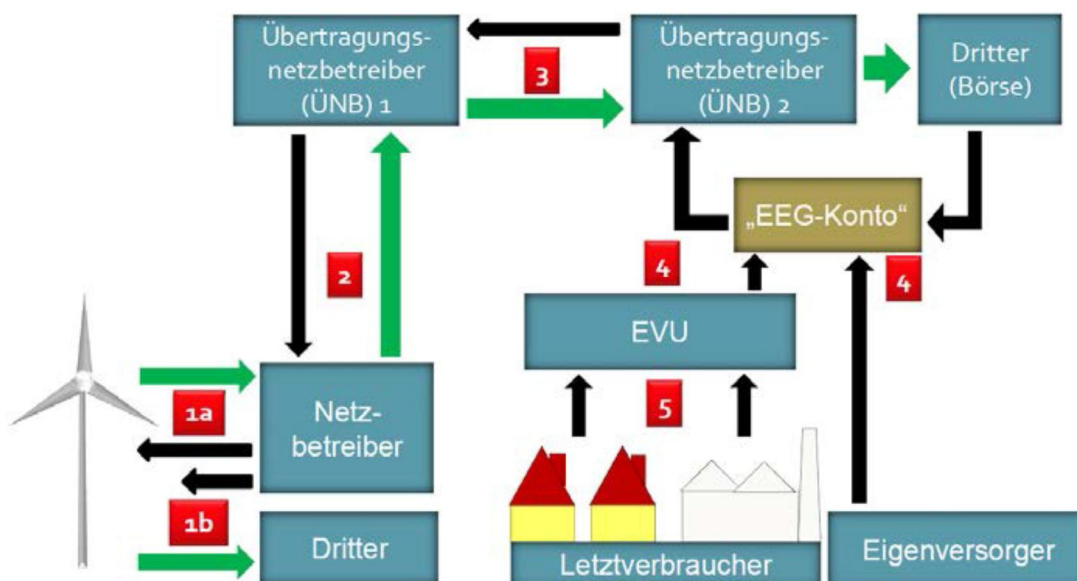 Übertragungs-
netzbetreiber
(ÜNB) 1
3
Übertragungs-
netzbetreiber
(ÜNB) 2
Dritter
(Börse)
„EEG-Konto“
2
4
4
EVU
1a
Netz-
betreiber
5
1b
Dritter
Letztverbraucher
Eigenversorger